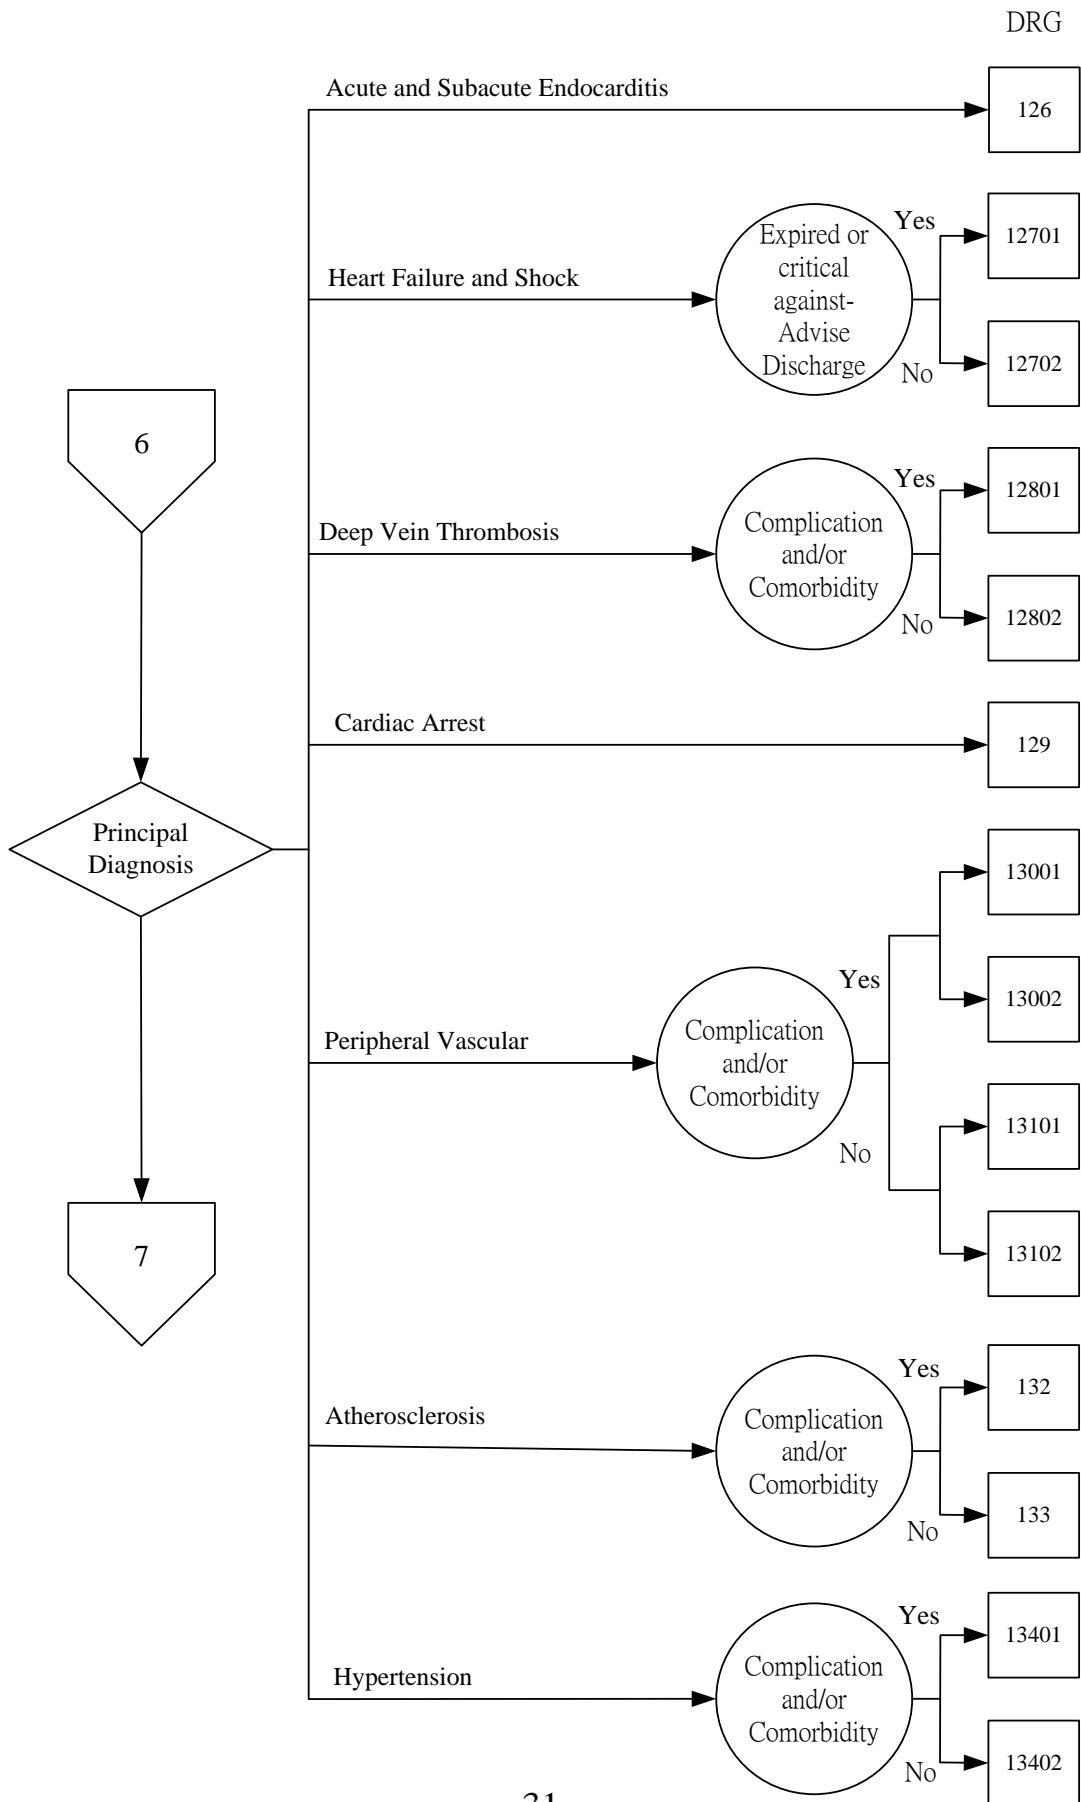 DRG
Acute and Subacute Endocarditis
126
Heart Failure and Shock
Expired or
critical
against-
Advise
Discharge
Yes
12701
No
12702
6
Deep Vein Thrombosis
Complication
and/or
Comorbidity
Yes
12801
No
12802
Cardiac Arrest
129
Principal
Diagnosis
Peripheral Vascular
Complication
and/or
Comorbidity
Yes
13001
13002
No
13101
13102
7
Atherosclerosis
Complication
and/or
Comorbidity
Yes
132
No
133
Hypertension
Complication
and/or
Comorbidity
Yes
13401
No
13402
31